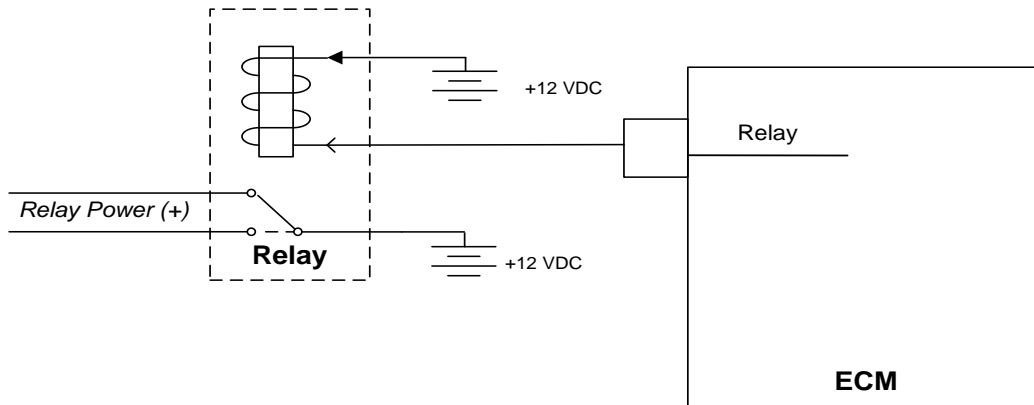 +12 VDC
Relay
Relay Power (+)
Relay
+12 VDC
ECM